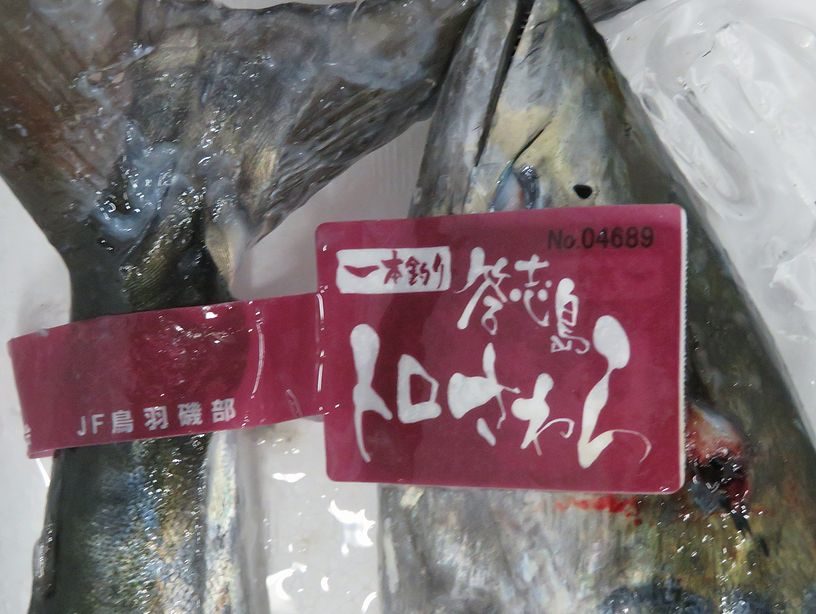 No.04689
一本釣り
答志島
トロさわら
JF鳥羽磯部